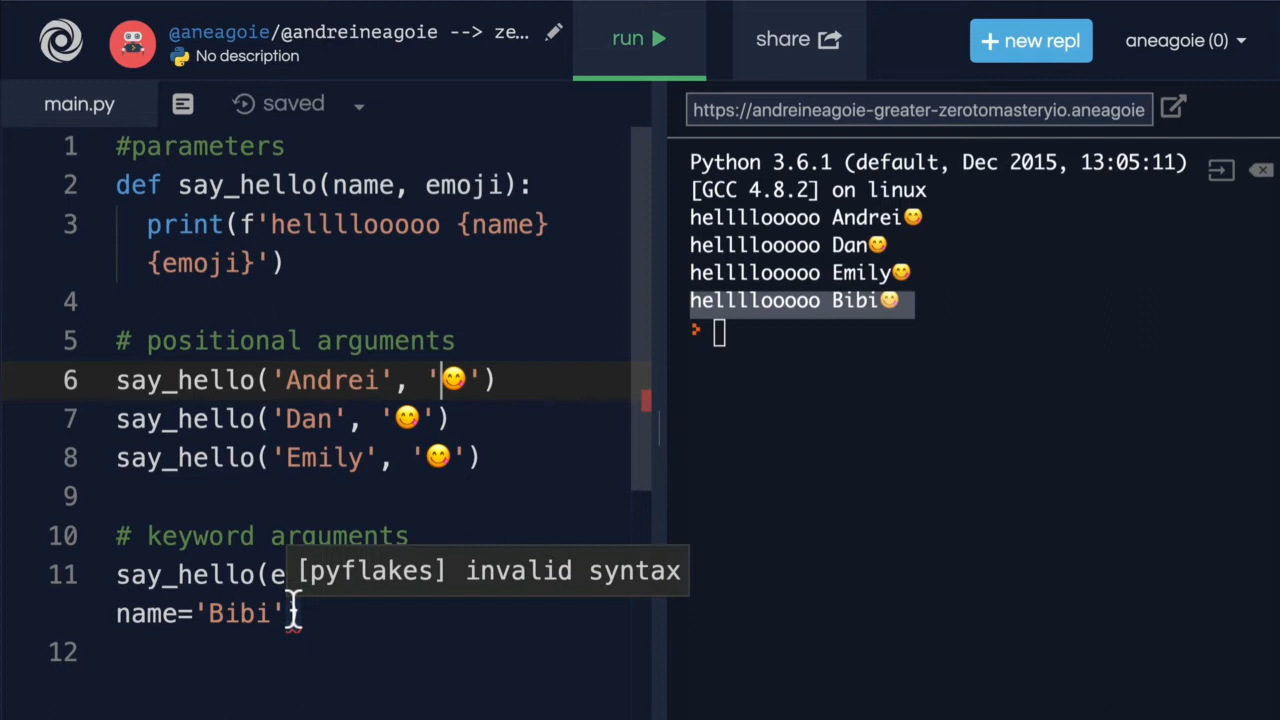 @aneagoie/@andreineagoie --> ze...
No description
run
share
+ new repl
aneagoie (0)
main.py
saved
https://andreineagoie-greater-zerotomasteryio.aneagoie
1 #parameters
2 def say_hello(name, emoji):
3 print(f'helllloooo {name}
{emoji}')
4
5 # positional arguments
6 say_hello('Andrei', '😋')
7 say_hello('Dan', '😋')
8 say_hello('Emily', '😋')
9
10 # keyword arguments
11 say_hello(e
[pyflakes] invalid syntax
name='Bibi'
12
Python 3.6.1 (default, Dec 2015, 13:05:11)
[GCC 4.8.2] on linux
hellllooooo Andrei😋
hellllooooo Dan😋
hellllooooo Emily😋
hellllooooo Bibi😋